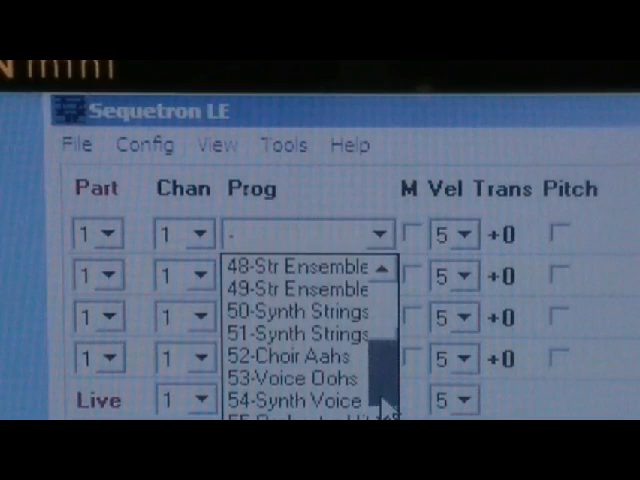 N mini
Sequetron LE
File Config View Tools Help
Part Chan Prog M Vel Trans Pitch
1 1 - 5 +0
1 1 5 +0
1 1 5 +0
1 1 5 +0
Live 1 5
48-Str Ensemble
49-Str Ensemble
50-Synth Strings
51-Synth Strings
52-Choir Aahs
53-Voice Oohs
54-Synth Voice